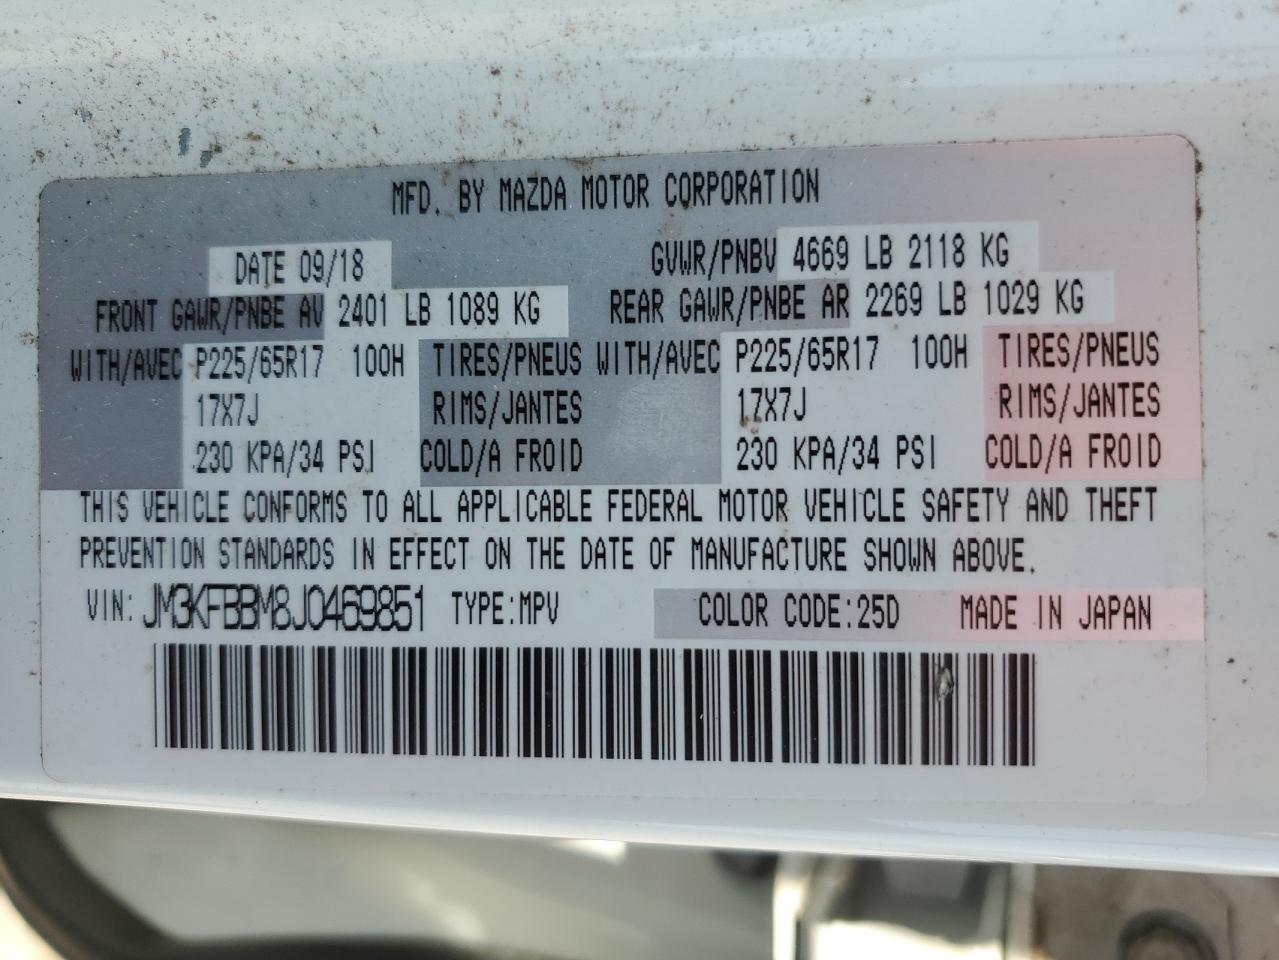 MFD. BY MAZDA MOTOR CORPORATION
DATE 09/18 GVWR/PNBV 4669 LB 2118 KG
FRONT GAWR/PNBE AV 2401 LB 1089 KG REAR GAWR/PNBE AR 2269 LB 1029 KG
WITH/AVEC P225/65R17 100H TIRES/PNEUS WITH/AVEC P225/65R17 100H TIRES/PNEUS
17X7J RIMS/JANTES 17X7J RIMS/JANTES
230 KPA/34 PSI COLD/A FROID 230 KPA/34 PSI COLD/A FROID
THIS VEHICLE CONFORMS TO ALL APPLICABLE FEDERAL MOTOR VEHICLE SAFETY AND THEFT
PREVENTION STANDARDS IN EFFECT ON THE DATE OF MANUFACTURE SHOWN ABOVE.
VIN: JM3KFBBM8J0469851 TYPE:MPV COLOR CODE:25D MADE IN JAPAN